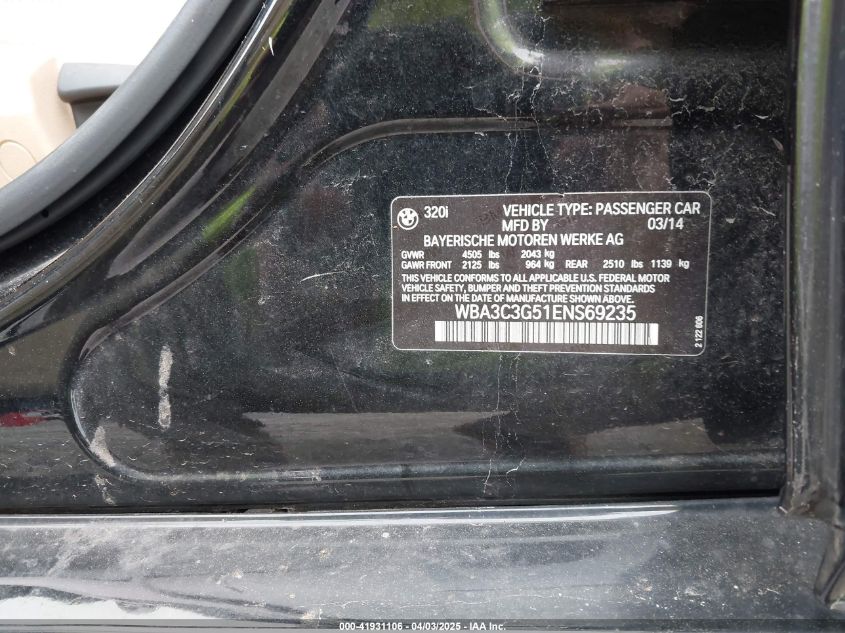 320i VEHICLE TYPE: PASSENGER CAR
MFD BY 03/14
BAYERISCHE MOTOREN WERKE AG
GVWR 4505 lbs 2043 kg
GAWR FRONT 2125 lbs 964 kg REAR 2510 lbs 1139 kg
THIS VEHICLE CONFORMS TO ALL APPLICABLE U.S. FEDERAL MOTOR
VEHICLE SAFETY, BUMPER AND THEFT PREVENTION STANDARDS
IN EFFECT ON THE DATE OF MANUFACTURE SHOWN ABOVE.
WBA3C3G51ENS69235
2 122 606
000-41931106 - 04/03/2025 - IAA Inc.